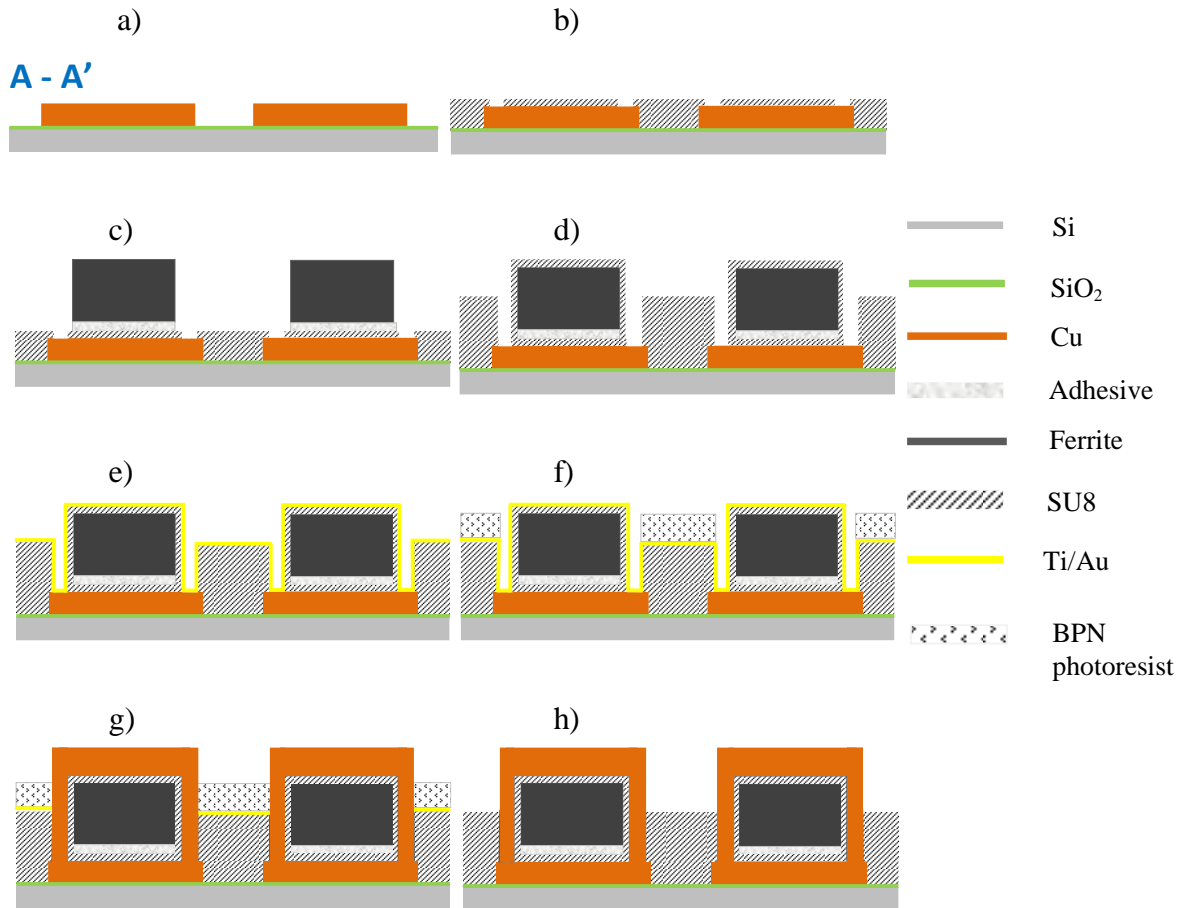 a)
b)
A - A’
c)
d)
Si
SiO₂
Cu
Adhesive
Ferrite
e)
f)
SU8
Ti/Au
BPN
photoresist
g)
h)